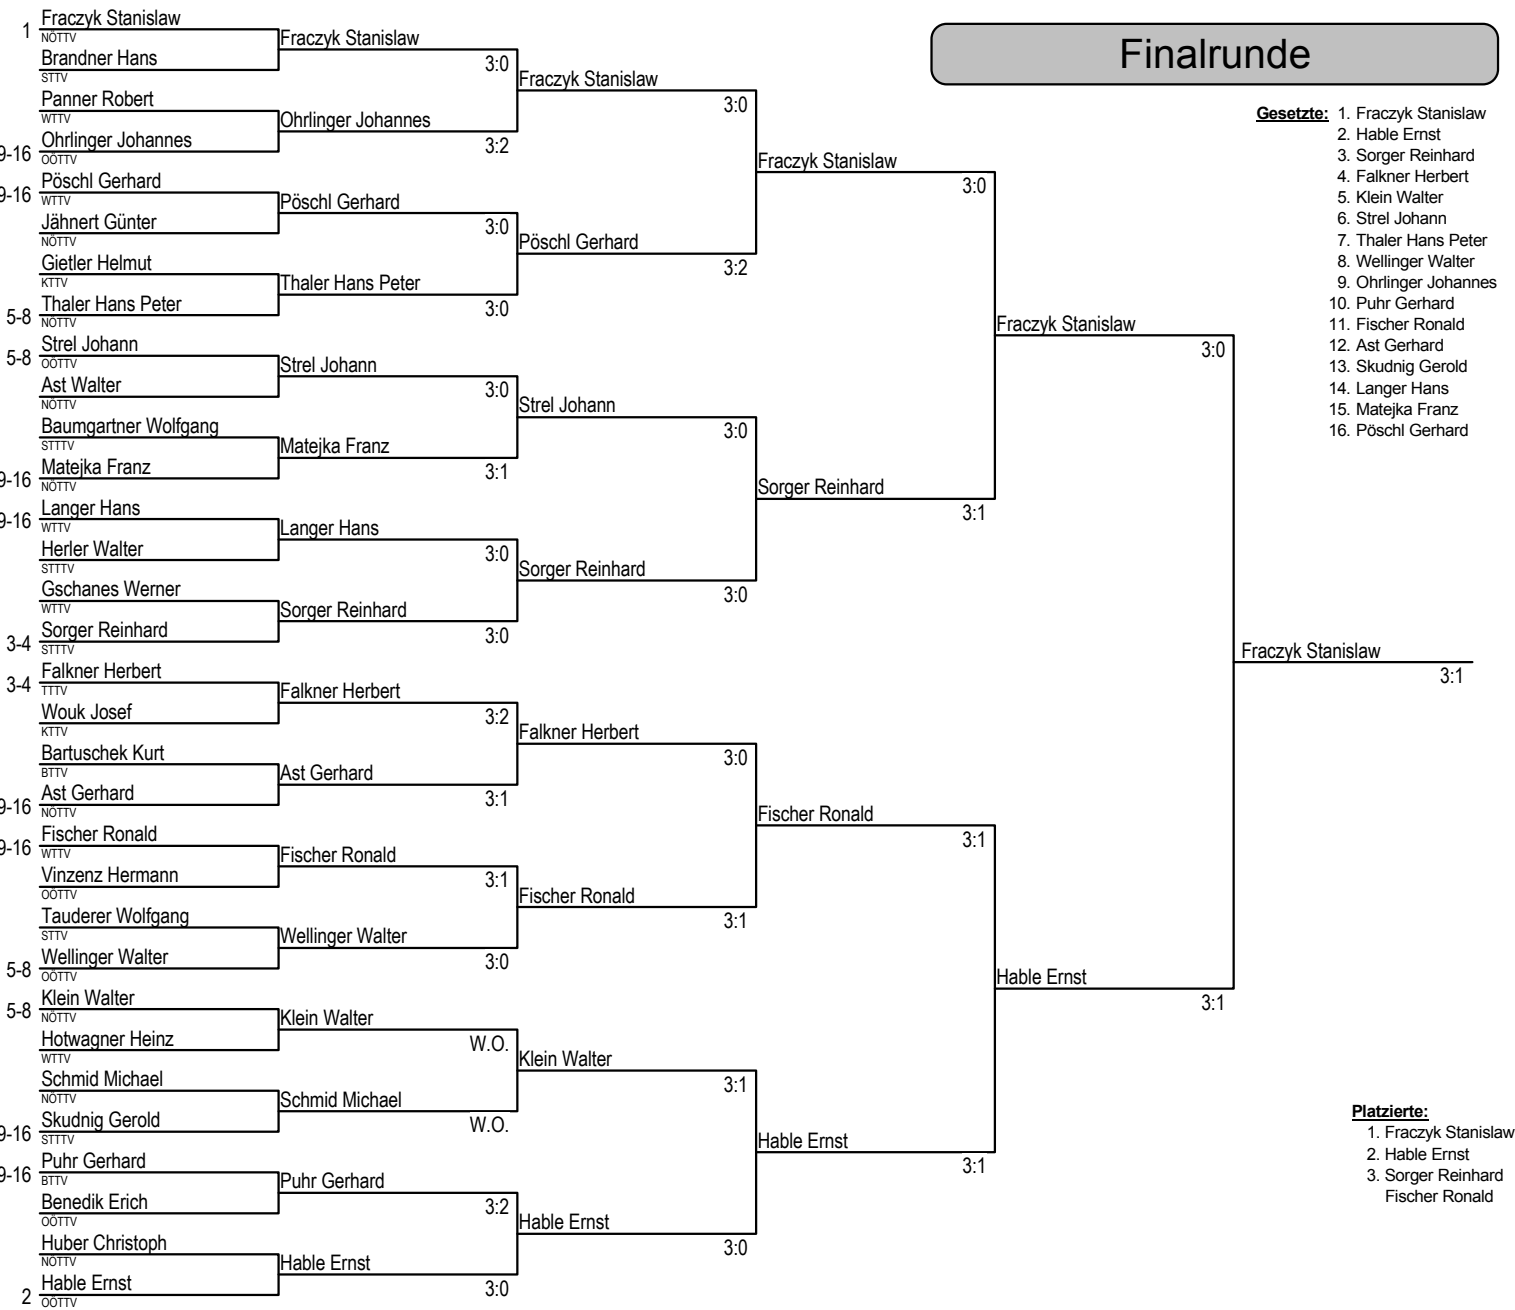 Finalrunde
Gesetzte: 1. Fraczyk Stanislaw
2. Hable Ernst
3. Sorger Reinhard
4. Falkner Herbert
5. Klein Walter
6. Strel Johann
7. Thaler Hans Peter
8. Wellinger Walter
9. Ohrlinger Johannes
10. Puhr Gerhard
11. Fischer Ronald
12. Ast Gerhard
13. Skudnig Gerold
14. Langer Hans
15. Matejka Franz
16. Pöschl Gerhard
1 Fraczyk Stanislaw
NÖTTV
Brandner Hans
STTV
Panner Robert
WTTV
9-16 Ohrlinger Johannes
OÖTTV
9-16 Pöschl Gerhard
WTTV
Jähnert Günter
NÖTTV
Gietler Helmut
KTTV
5-8 Thaler Hans Peter
NÖTTV
5-8 Strel Johann
OÖTTV
Ast Walter
NÖTTV
Baumgartner Wolfgang
STTTV
9-16 Matejka Franz
NÖTTV
9-16 Langer Hans
WTTV
Herler Walter
STTTV
Gschanes Werner
WTTV
3-4 Sorger Reinhard
STTTV
3-4 Falkner Herbert
TTTV
Wouk Josef
KTTV
Bartuschek Kurt
BTTV
9-16 Ast Gerhard
NÖTTV
9-16 Fischer Ronald
WTTV
Vinzenz Hermann
OÖTTV
Tauderer Wolfgang
STTV
5-8 Wellinger Walter
OÖTTV
5-8 Klein Walter
NÖTTV
Hotwagner Heinz
WTTV
Schmid Michael
NÖTTV
9-16 Skudnig Gerold
STTTV
9-16 Puhr Gerhard
BTTV
Benedik Erich
OÖTTV
Huber Christoph
NÖTTV
2 Hable Ernst
OÖTTV
Fraczyk Stanislaw
3:0
Ohrlinger Johannes
3:2
Pöschl Gerhard
3:0
Thaler Hans Peter
3:0
Strel Johann
3:0
Matejka Franz
3:1
Langer Hans
3:0
Sorger Reinhard
3:0
Falkner Herbert
3:2
Ast Gerhard
3:1
Fischer Ronald
3:1
Wellinger Walter
3:0
Klein Walter
W.O.
Schmid Michael
W.O.
Puhr Gerhard
3:2
Hable Ernst
3:0
Fraczyk Stanislaw
3:0
Pöschl Gerhard
3:2
Strel Johann
3:0
Sorger Reinhard
3:0
Falkner Herbert
3:0
Fischer Ronald
3:1
Klein Walter
3:1
Hable Ernst
3:0
Fraczyk Stanislaw
3:0
Sorger Reinhard
3:1
Fischer Ronald
3:1
Hable Ernst
3:1
Fraczyk Stanislaw
3:0
Hable Ernst
3:1
Fraczyk Stanislaw
3:1
Platzierte:
1. Fraczyk Stanislaw
2. Hable Ernst
3. Sorger Reinhard
Fischer Ronald